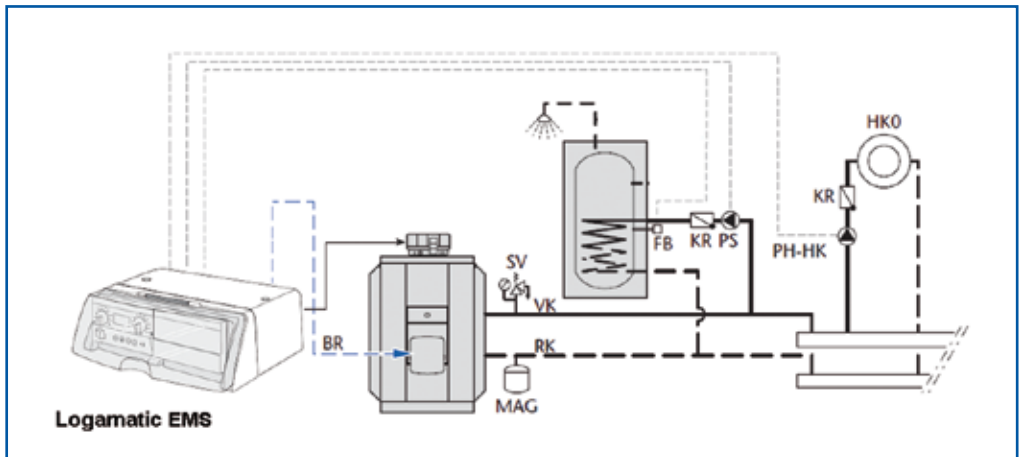 HK0
KR
FB
KR PS
PH-HK
SV
VK
BR
RK
MAG
Logamatic EMS